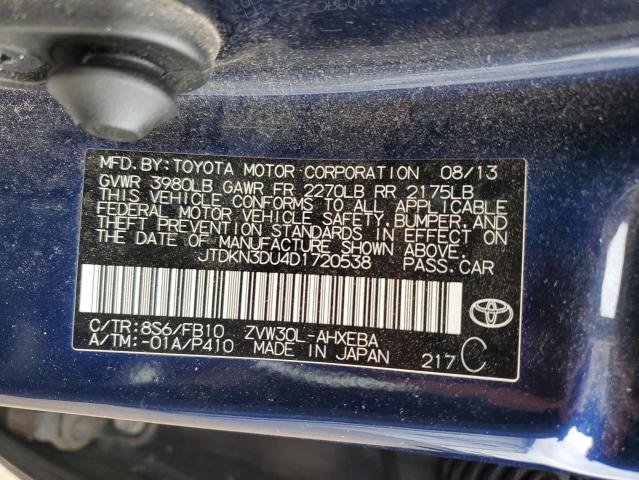 MFD. BY: TOYOTA MOTOR CORPORATION 08/13
GVWR 3980LB GAWR FR 2270LB RR 2175LB
THIS VEHICLE CONFORMS TO ALL APPLICABLE
FEDERAL MOTOR VEHICLE SAFETY, BUMPER, AND
THEFT PREVENTION STANDARDS IN EFFECT ON
THE DATE OF MANUFACTURE SHOWN ABOVE.
JTDKN3DU4D1720538 PASS. CAR
C/TR: 8S6/FB10 ZVW30L-AHXEBA
A/TM: -01A/P410 MADE IN JAPAN 217 C